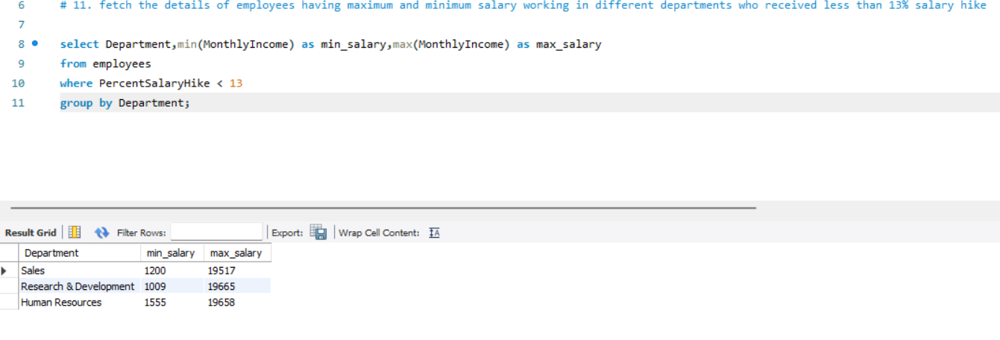 6 # 11. fetch the details of employees having maximum and minimum salary working in different departments who received less than 13% salary hike
7
8 select Department,min(MonthlyIncome) as min_salary,max(MonthlyIncome) as max_salary
9 from employees
10 where PercentSalaryHike < 13
11 group by Department;
Result Grid Filter Rows: Export: Wrap Cell Content: IA
Department min_salary max_salary
Sales 1200 19517
Research & Development 1009 19665
Human Resources 1555 19658